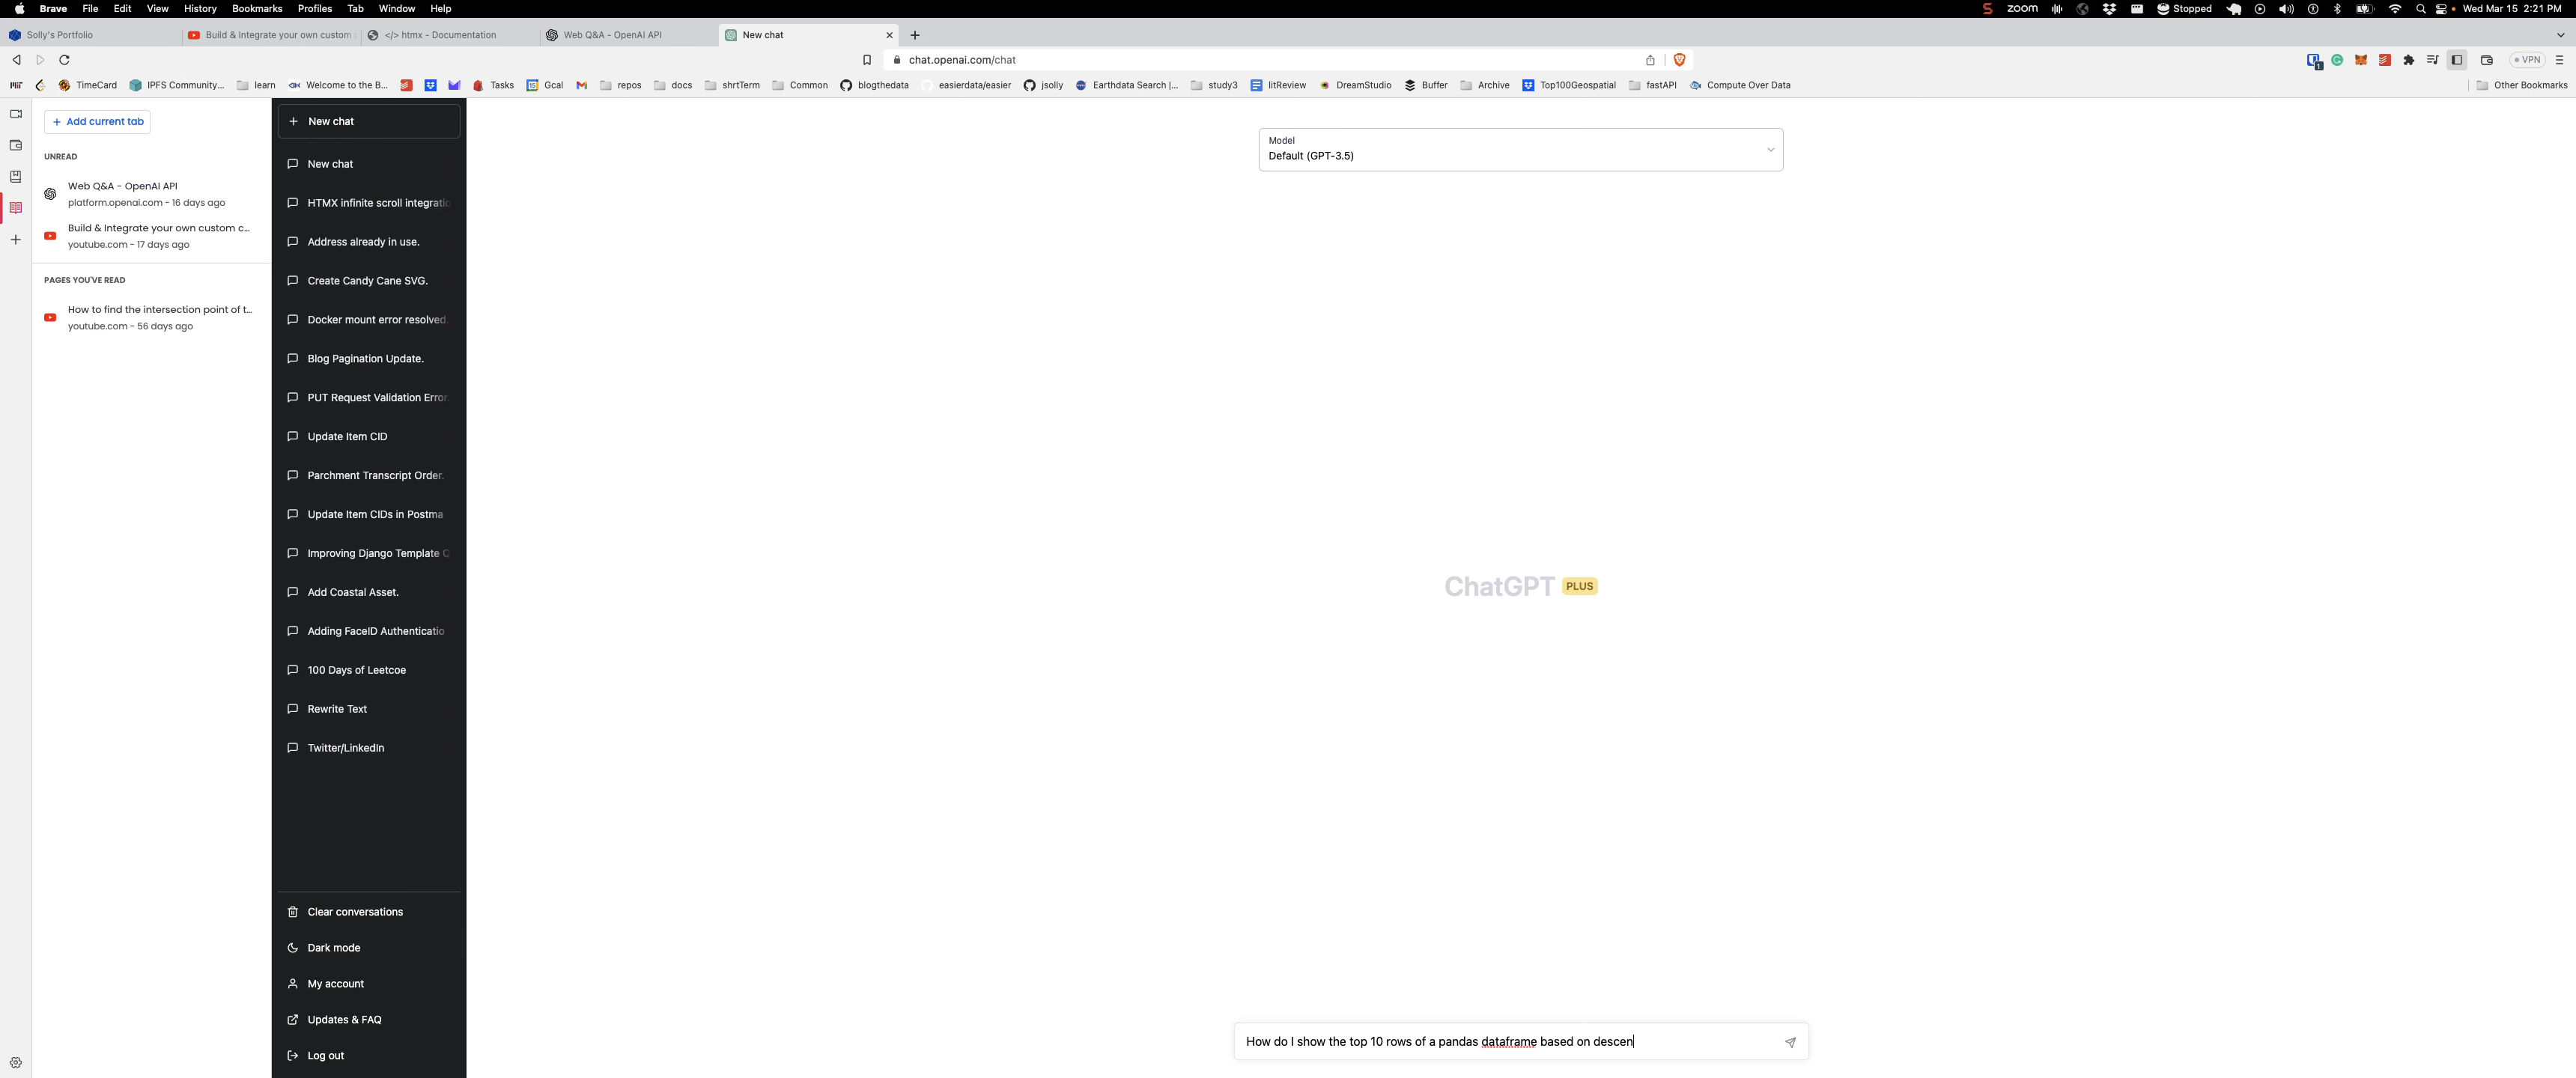 Brave File Edit View History Bookmarks Profiles Tab Window Help
zoom Stopped Wed Mar 15 2:21 PM
Solly's Portfolio
Build & Integrate your own custom
</> htmx - Documentation
Web Q&A - OpenAI API
New chat
chat.openai.com/chat
VPN
TimeCard IPFS Community... learn Welcome to the B... Tasks Gcal repos docs shrtTerm Common blogthedata easierdata/easier jsolly Earthdata Search |... study3 litReview DreamStudio Buffer Archive Top100Geospatial fastAPI Compute Over Data Other Bookmarks
+ Add current tab
UNREAD
Web Q&A - OpenAI API
platform.openai.com - 16 days ago
Build & Integrate your own custom c...
youtube.com - 17 days ago
PAGES YOU'VE READ
How to find the intersection point of t...
youtube.com - 56 days ago
+ New chat
New chat
HTMX infinite scroll integratio
Address already in use.
Create Candy Cane SVG.
Docker mount error resolved.
Blog Pagination Update.
PUT Request Validation Error.
Update Item CID
Parchment Transcript Order.
Update Item CIDs in Postma
Improving Django Template Q
Add Coastal Asset.
Adding FaceID Authenticatio
100 Days of Leetcoe
Rewrite Text
Twitter/LinkedIn
Clear conversations
Dark mode
My account
Updates & FAQ
Log out
Model
Default (GPT-3.5)
ChatGPT PLUS
How do I show the top 10 rows of a pandas dataframe based on descen